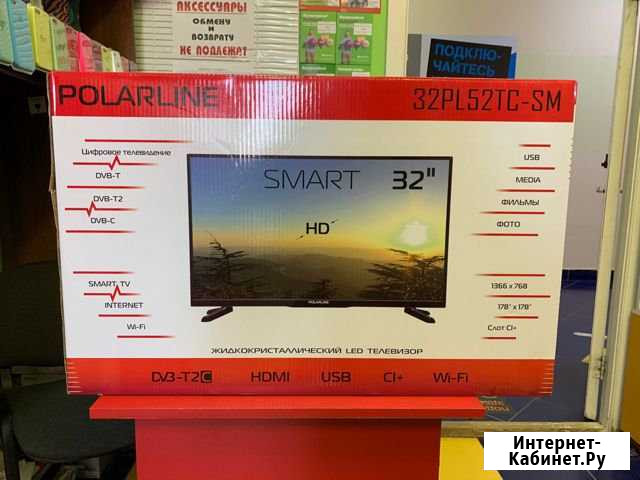 АКСЕССУАРЫ
ОБМЕНУ
И
ВОЗВРАТУ
НЕ ПОДЛЕЖАТ
ПОДКЛЮ-
ЧАЙТЕСЬ
POLARLINE
32PL52TC-SM
Цифровое телевидение
DVB-T
DVB-T2
DVB-C
SMART TV
INTERNET
Wi-Fi
SMART 32"
HD
POLARLINE
USB
MEDIA
ФИЛЬМЫ
ФОТО
1366 x 768
178° x 178°
Слот CI+
ЖИДКОКРИСТАЛЛИЧЕСКИЙ LED ТЕЛЕВИЗОР
DVB-T2C HDMI USB CI+ Wi-Fi
Интернет-
Кабинет.Ру